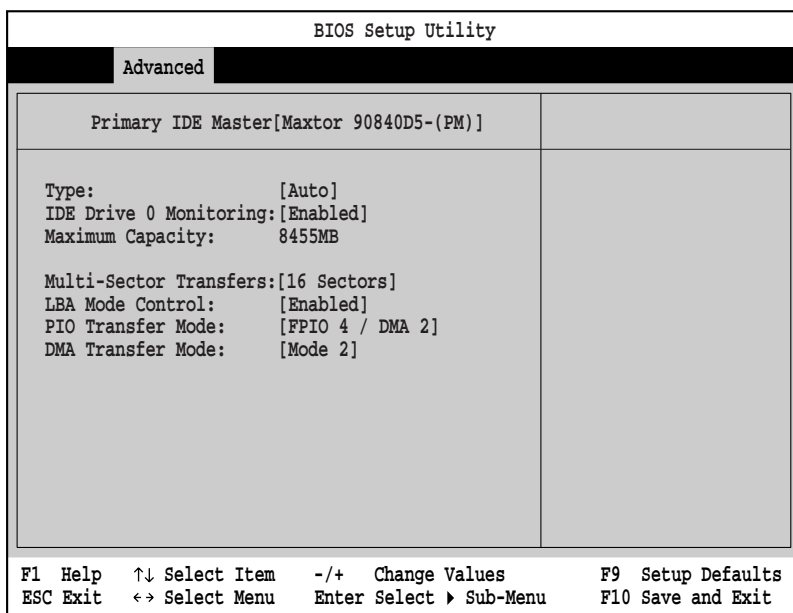 BIOS Setup Utility
Advanced
Primary IDE Master[Maxtor 90840D5-(PM)]
Type: [Auto]
IDE Drive 0 Monitoring:[Enabled]
Maximum Capacity: 8455MB
Multi-Sector Transfers:[16 Sectors]
LBA Mode Control: [Enabled]
PIO Transfer Mode: [FPIO 4 / DMA 2]
DMA Transfer Mode: [Mode 2]
F1 Help ↑↓ Select Item -/+ Change Values F9 Setup Defaults
ESC Exit ←→ Select Menu Enter Select ▶ Sub-Menu F10 Save and Exit